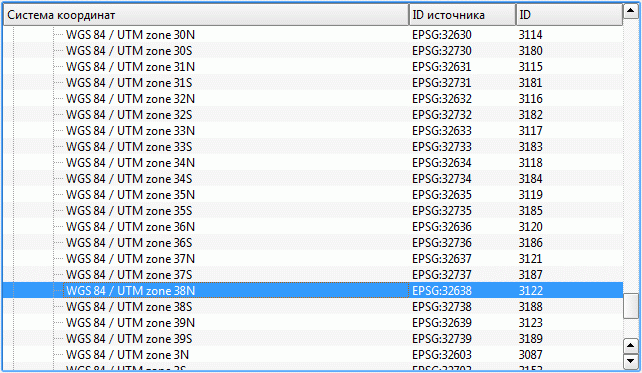 Система координат ID источника ID
WGS 84 / UTM zone 30N EPSG:32630 3114
WGS 84 / UTM zone 30S EPSG:32730 3180
WGS 84 / UTM zone 31N EPSG:32631 3115
WGS 84 / UTM zone 31S EPSG:32731 3181
WGS 84 / UTM zone 32N EPSG:32632 3116
WGS 84 / UTM zone 32S EPSG:32732 3182
WGS 84 / UTM zone 33N EPSG:32633 3117
WGS 84 / UTM zone 33S EPSG:32733 3183
WGS 84 / UTM zone 34N EPSG:32634 3118
WGS 84 / UTM zone 34S EPSG:32734 3184
WGS 84 / UTM zone 35N EPSG:32635 3119
WGS 84 / UTM zone 35S EPSG:32735 3185
WGS 84 / UTM zone 36N EPSG:32636 3120
WGS 84 / UTM zone 36S EPSG:32736 3186
WGS 84 / UTM zone 37N EPSG:32637 3121
WGS 84 / UTM zone 37S EPSG:32737 3187
WGS 84 / UTM zone 38N EPSG:32638 3122
WGS 84 / UTM zone 38S EPSG:32738 3188
WGS 84 / UTM zone 39N EPSG:32639 3123
WGS 84 / UTM zone 39S EPSG:32739 3189
WGS 84 / UTM zone 3N EPSG:32603 3087
WGS 84 / UTM zone 3S EPSG:32703 3153